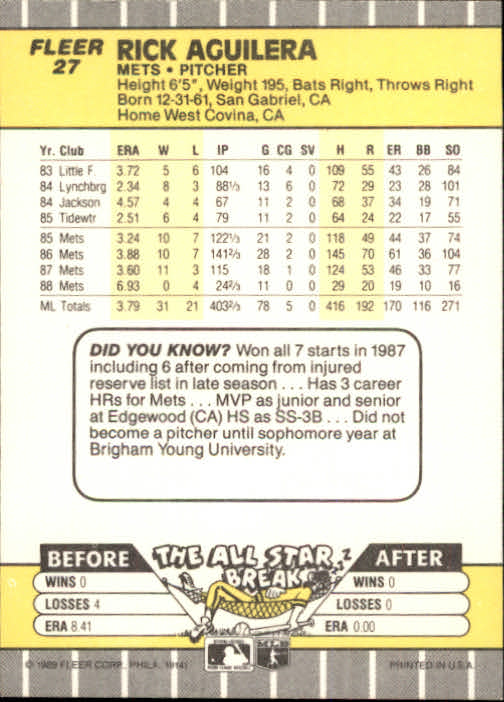 FLEER
27
RICK AGUILERA
METS • PITCHER
Height 6'5", Weight 195, Bats Right, Throws Right
Born 12-31-61, San Gabriel, CA
Home West Covina, CA
Yr. Club ERA W L IP G CG SV H R ER BB SO
83 Little F. 3.72 5 6 104 16 4 0 109 55 43 26 84
84 Lynchbrg 2.34 8 3 88⅓ 13 6 0 72 29 23 28 101
84 Jackson 4.57 4 4 67 11 2 0 68 37 34 19 71
85 Tidewtr 2.51 6 4 79 11 2 0 64 24 22 17 55
85 Mets 3.24 10 7 122⅓ 21 2 0 118 49 44 37 74
86 Mets 3.88 10 7 141⅔ 28 2 0 145 70 61 36 104
87 Mets 3.60 11 3 115 18 1 0 124 53 46 33 77
88 Mets 6.93 0 4 24⅔ 11 0 0 29 20 19 10 16
ML Totals 3.79 31 21 403⅔ 78 5 0 416 192 170 116 271
DID YOU KNOW? Won all 7 starts in 1987
including 6 after coming from injured
reserve list in late season . . . Has 3 career
HRs for Mets . . . MVP as junior and senior
at Edgewood (CA) HS as SS-3B . . . Did not
become a pitcher until sophomore year at
Brigham Young University.
THE ALL STAR
BREAK
BEFORE
WINS 0
LOSSES 4
ERA 8.41
AFTER
WINS 0
LOSSES 0
ERA 0.00
© 1989 FLEER CORP. PHILA. 19141
PRINTED IN U.S.A.